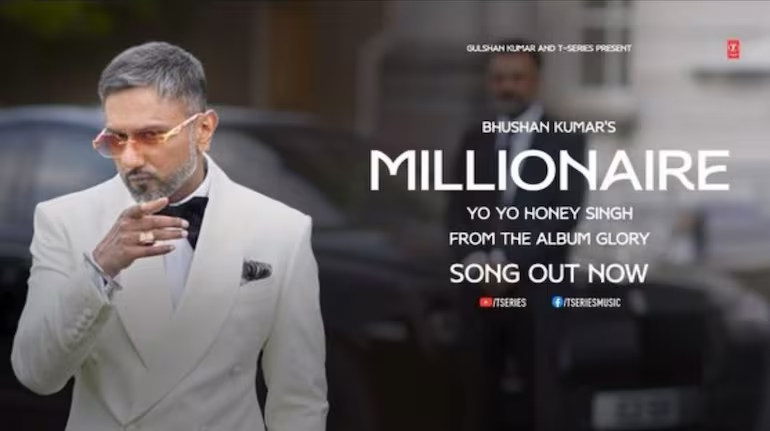 GULSHAN KUMAR AND T-SERIES PRESENT
BHUSHAN KUMAR'S
MILLIONAIRE
YO YO HONEY SINGH
FROM THE ALBUM GLORY
SONG OUT NOW
/TSERIES /TSERIESMUSIC